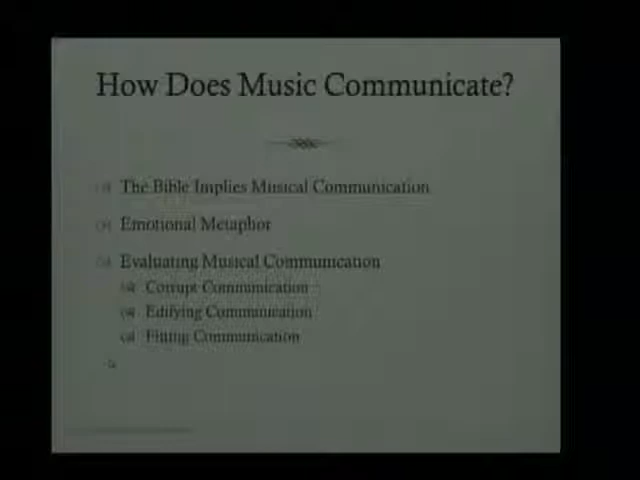 How Does Music Communicate?
The Bible Implies Musical Communication
Emotional Metaphor
Evaluating Musical Communication
Corrupt Communication
Edifying Communication
Fitting Communication